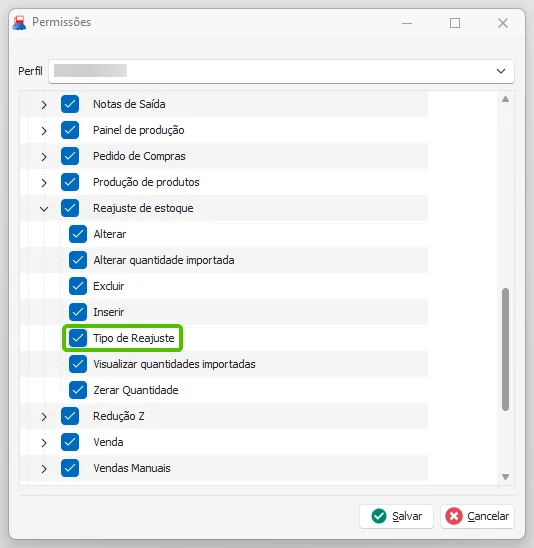 Permissões
Perfil
Notas de Saída
Painel de produção
Pedido de Compras
Produção de produtos
Reajuste de estoque
Alterar
Alterar quantidade importada
Excluir
Inserir
Tipo de Reajuste
Visualizar quantidades importadas
Zerar Quantidade
Redução Z
Venda
Vendas Manuais
Salvar
Cancelar